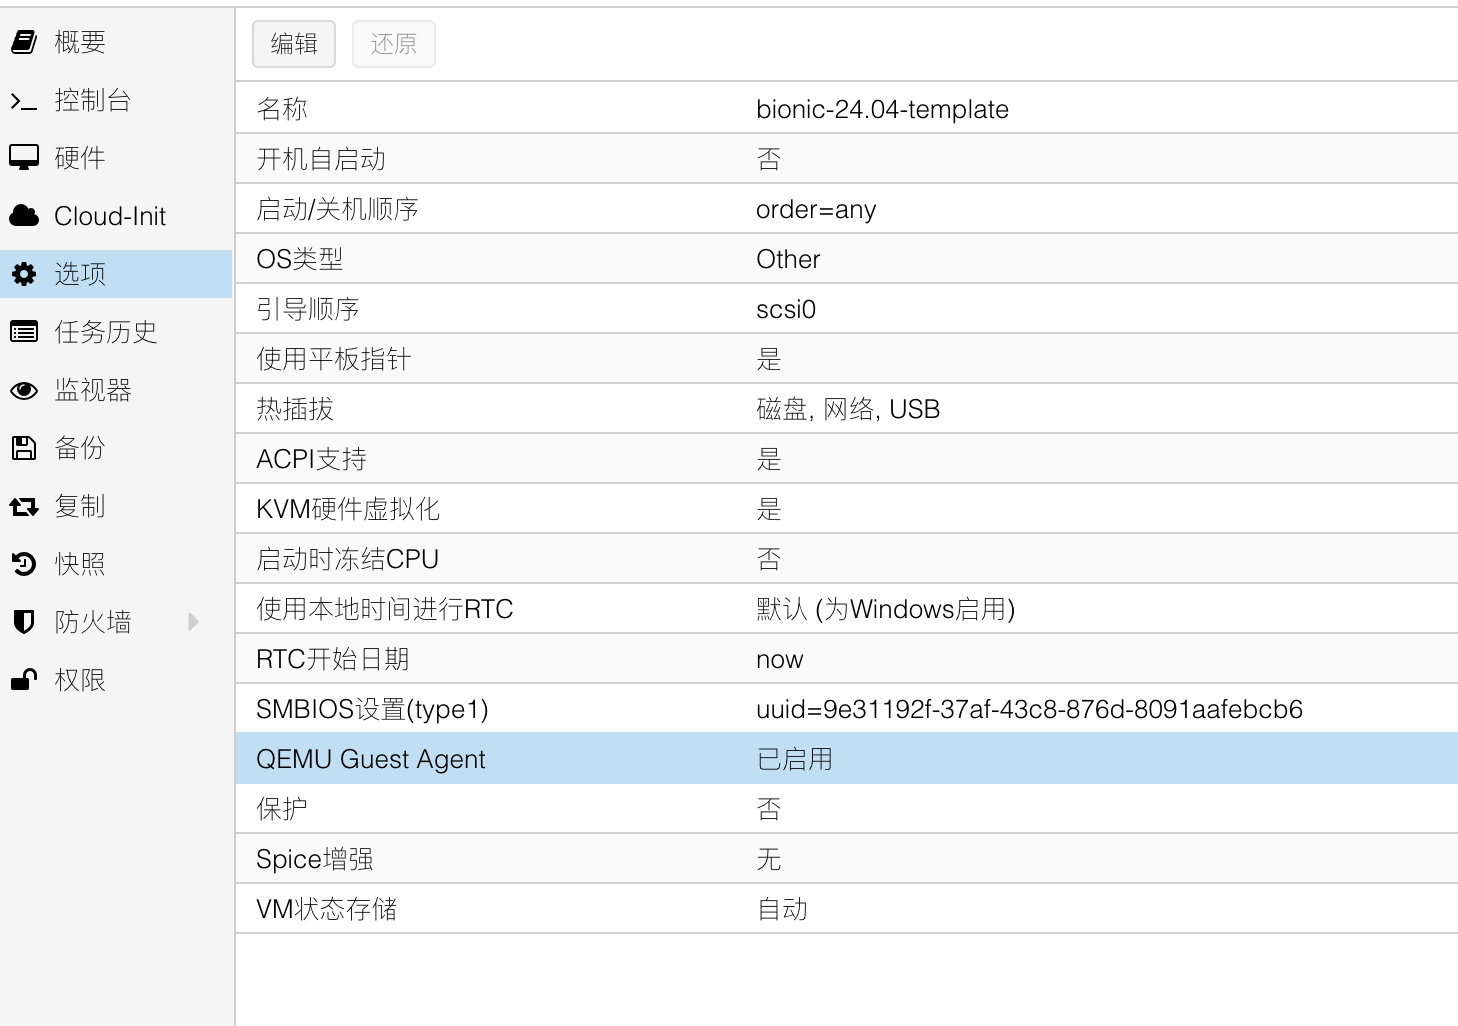 概要
控制台
硬件
Cloud-Init
选项
任务历史
监视器
备份
复制
快照
防火墙
权限
编辑 还原
名称 bionic-24.04-template
开机自启动 否
启动/关机顺序 order=any
OS类型 Other
引导顺序 scsi0
使用平板指针 是
热插拔 磁盘, 网络, USB
ACPI支持 是
KVM硬件虚拟化 是
启动时冻结CPU 否
使用本地时间进行RTC 默认 (为Windows启用)
RTC开始日期 now
SMBIOS设置(type1) uuid=9e31192f-37af-43c8-876d-8091aafebcb6
QEMU Guest Agent 已启用
保护 否
Spice增强 无
VM状态存储 自动